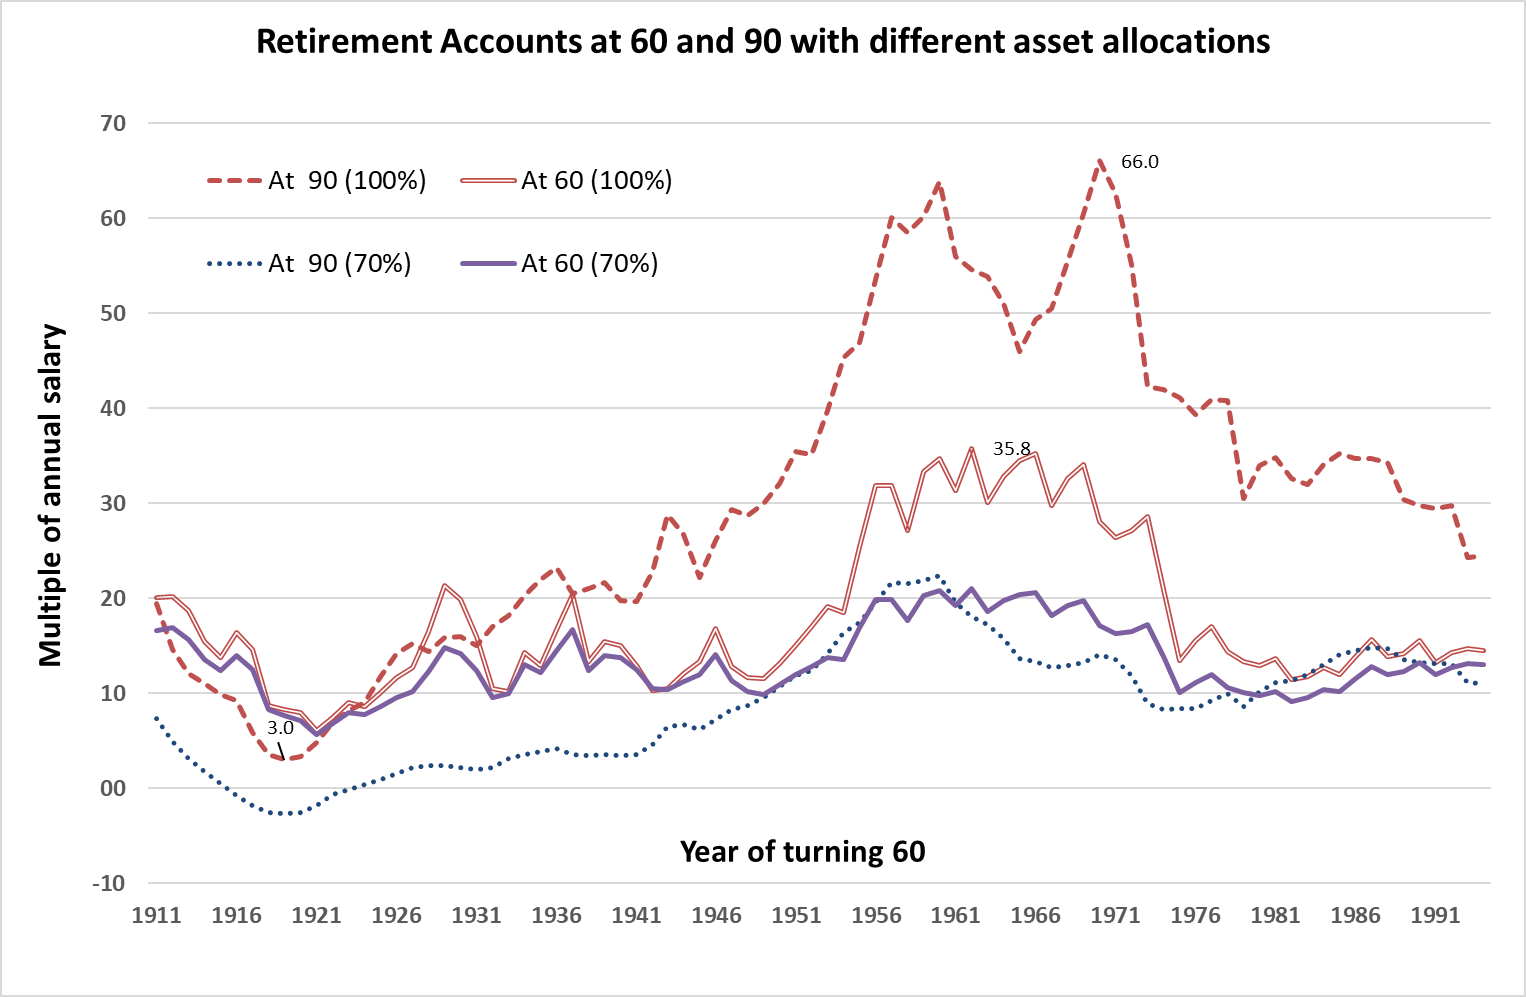 Retirement Accounts at 60 and 90 with different asset allocations
70
66.0
At  90 (100%)
At 60 (100%)
60
At  90 (70%)
At 60 (70%)
50
40
35.8
30
20
10
3.0
00
-10
Multiple of annual salary
Year of turning 60
1911 1916 1921 1926 1931 1936 1941 1946 1951 1956 1961 1966 1971 1976 1981 1986 1991